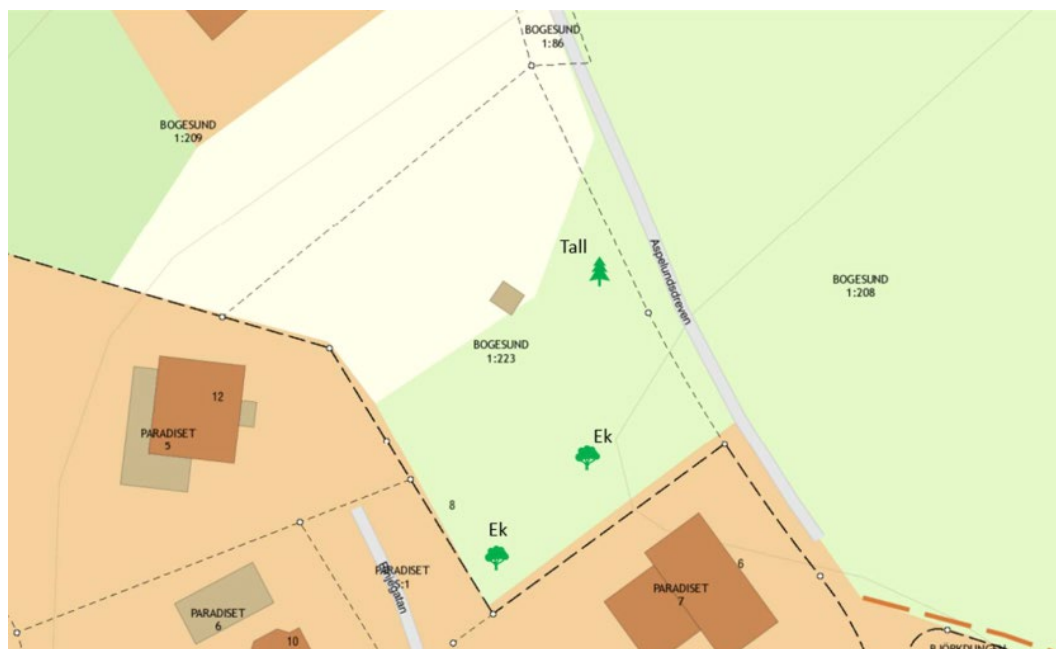 BOGESUND
1:86
BOGESUND
1:209
Tall
Aspelundsdreven
BOGESUND
1:208
BOGESUND
1:223
12
PARADISET
5
Ek
8
Ek
PARADISET
S:1
6
PARADISET
7
PARADISET
6
10